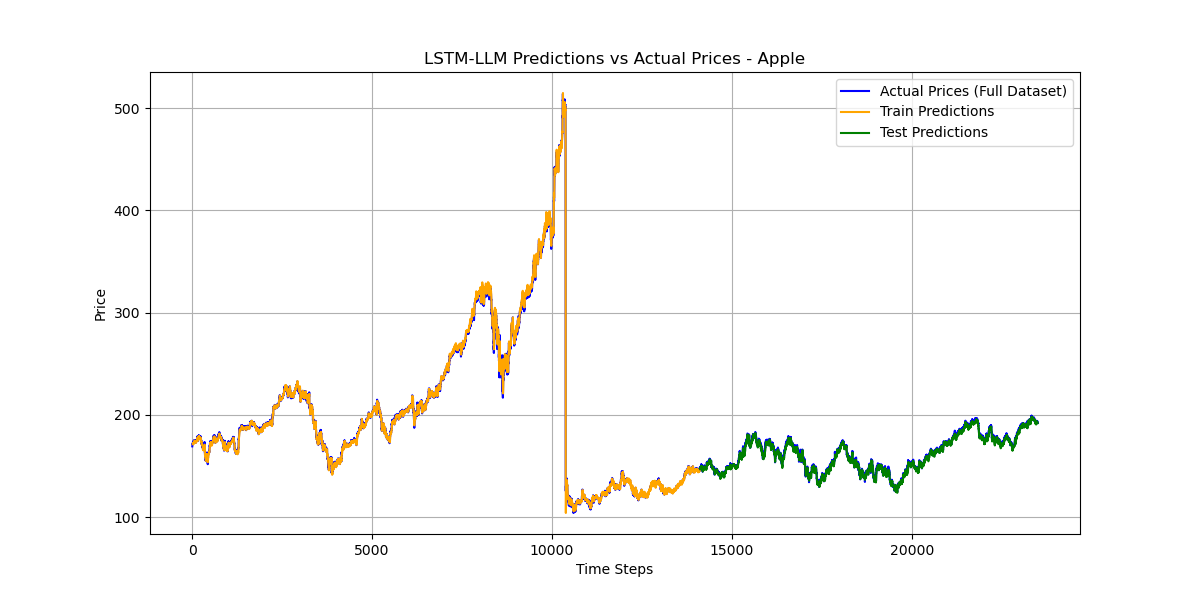 LSTM-LLM Predictions vs Actual Prices - Apple
Actual Prices (Full Dataset)
Train Predictions
Test Predictions
500
400
300
200
100
Price
0
5000
10000
15000
20000
Time Steps